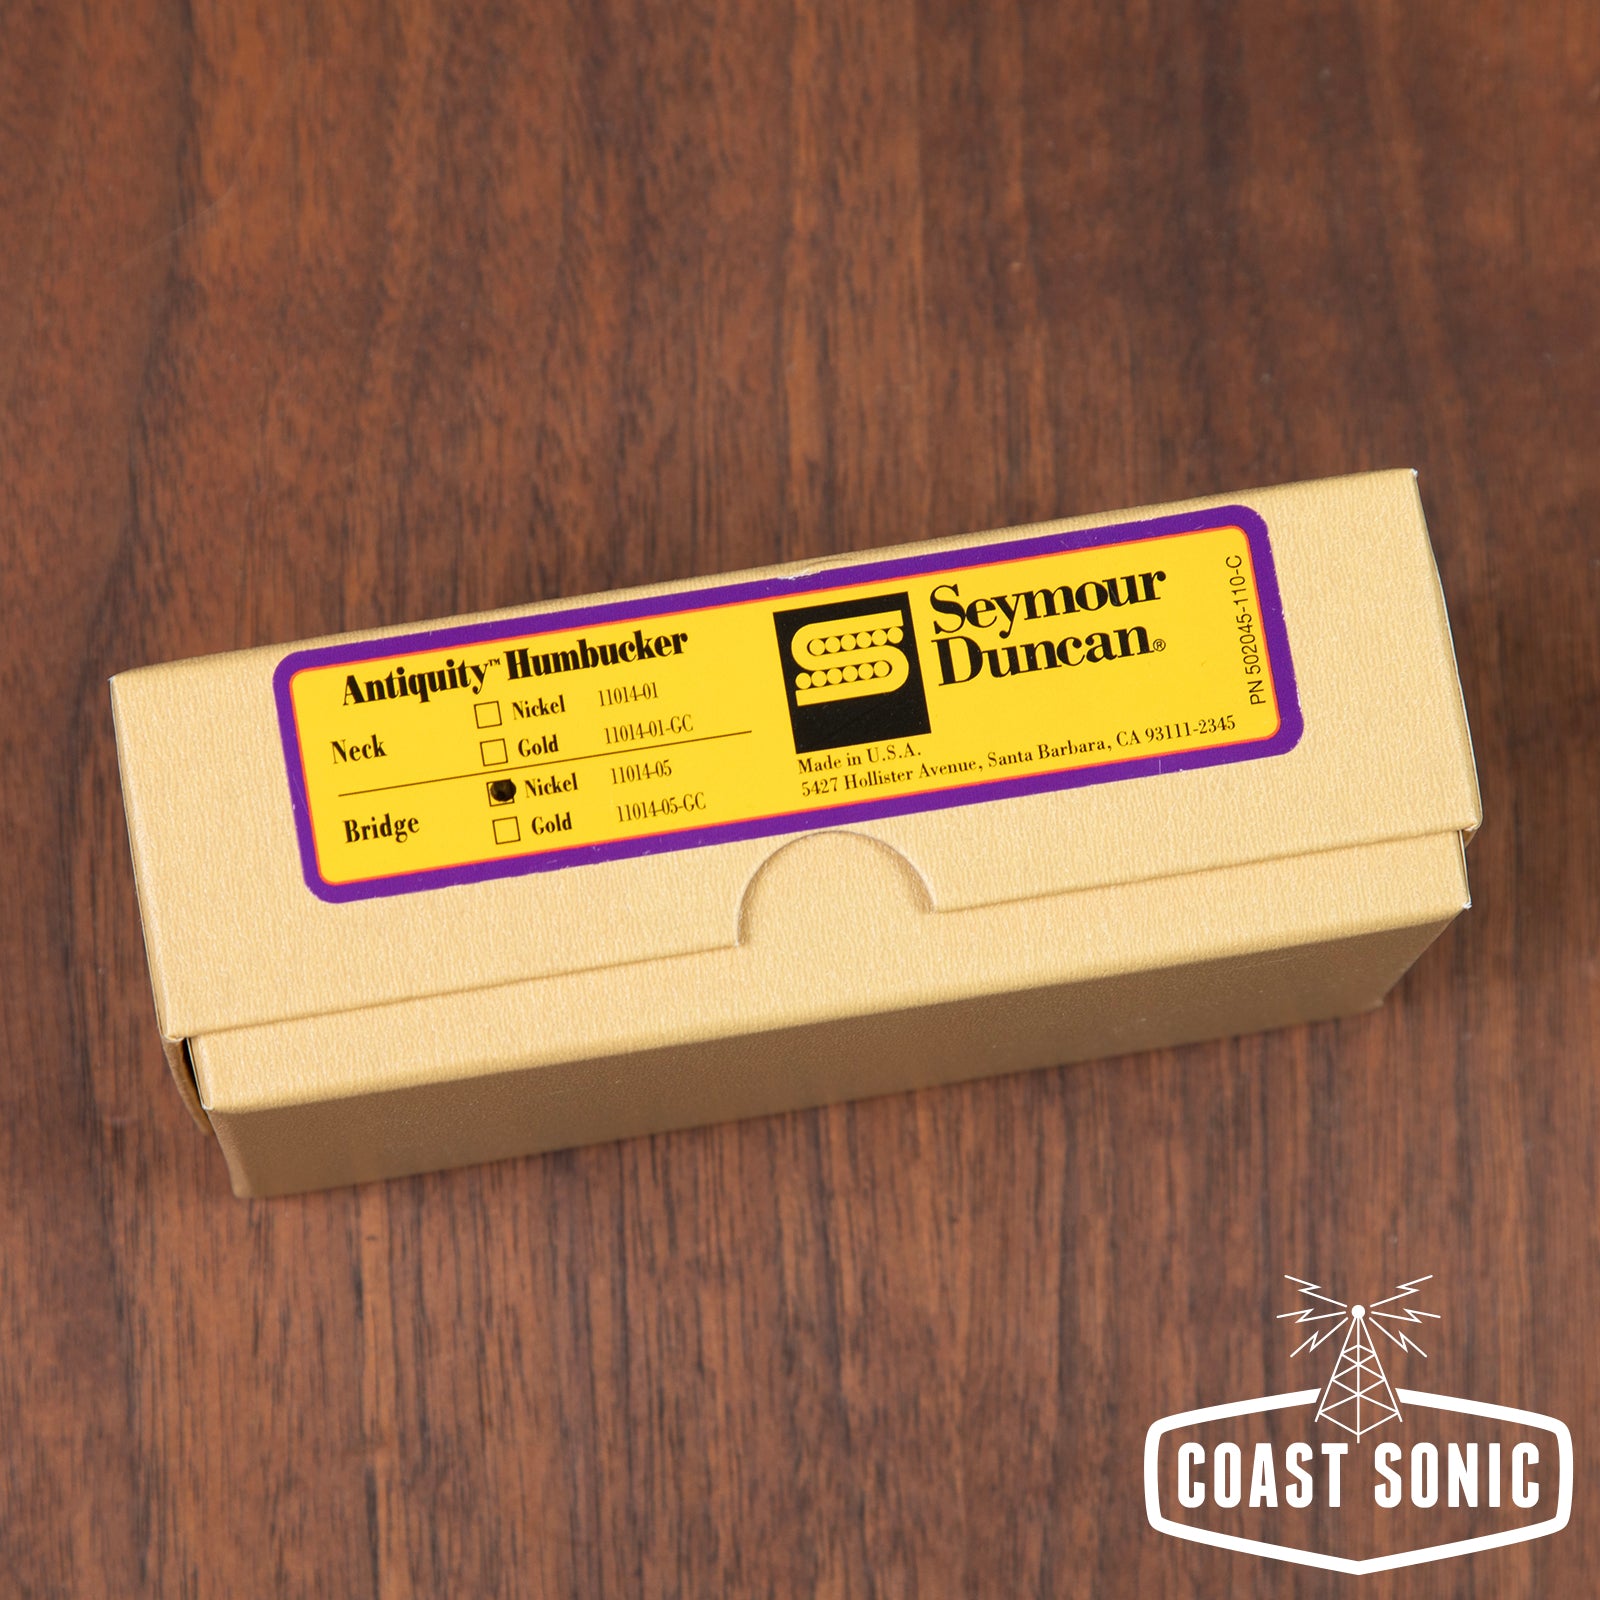 Antiquity™ Humbucker
Neck
Nickel 11014-01
Gold 11014-01-GC
Bridge
Nickel 11014-05
Gold 11014-05-GC
Seymour
Duncan®
Made in U.S.A.
5427 Hollister Avenue, Santa Barbara, CA 93111-2345
PN 502045-110-C
COAST SONIC